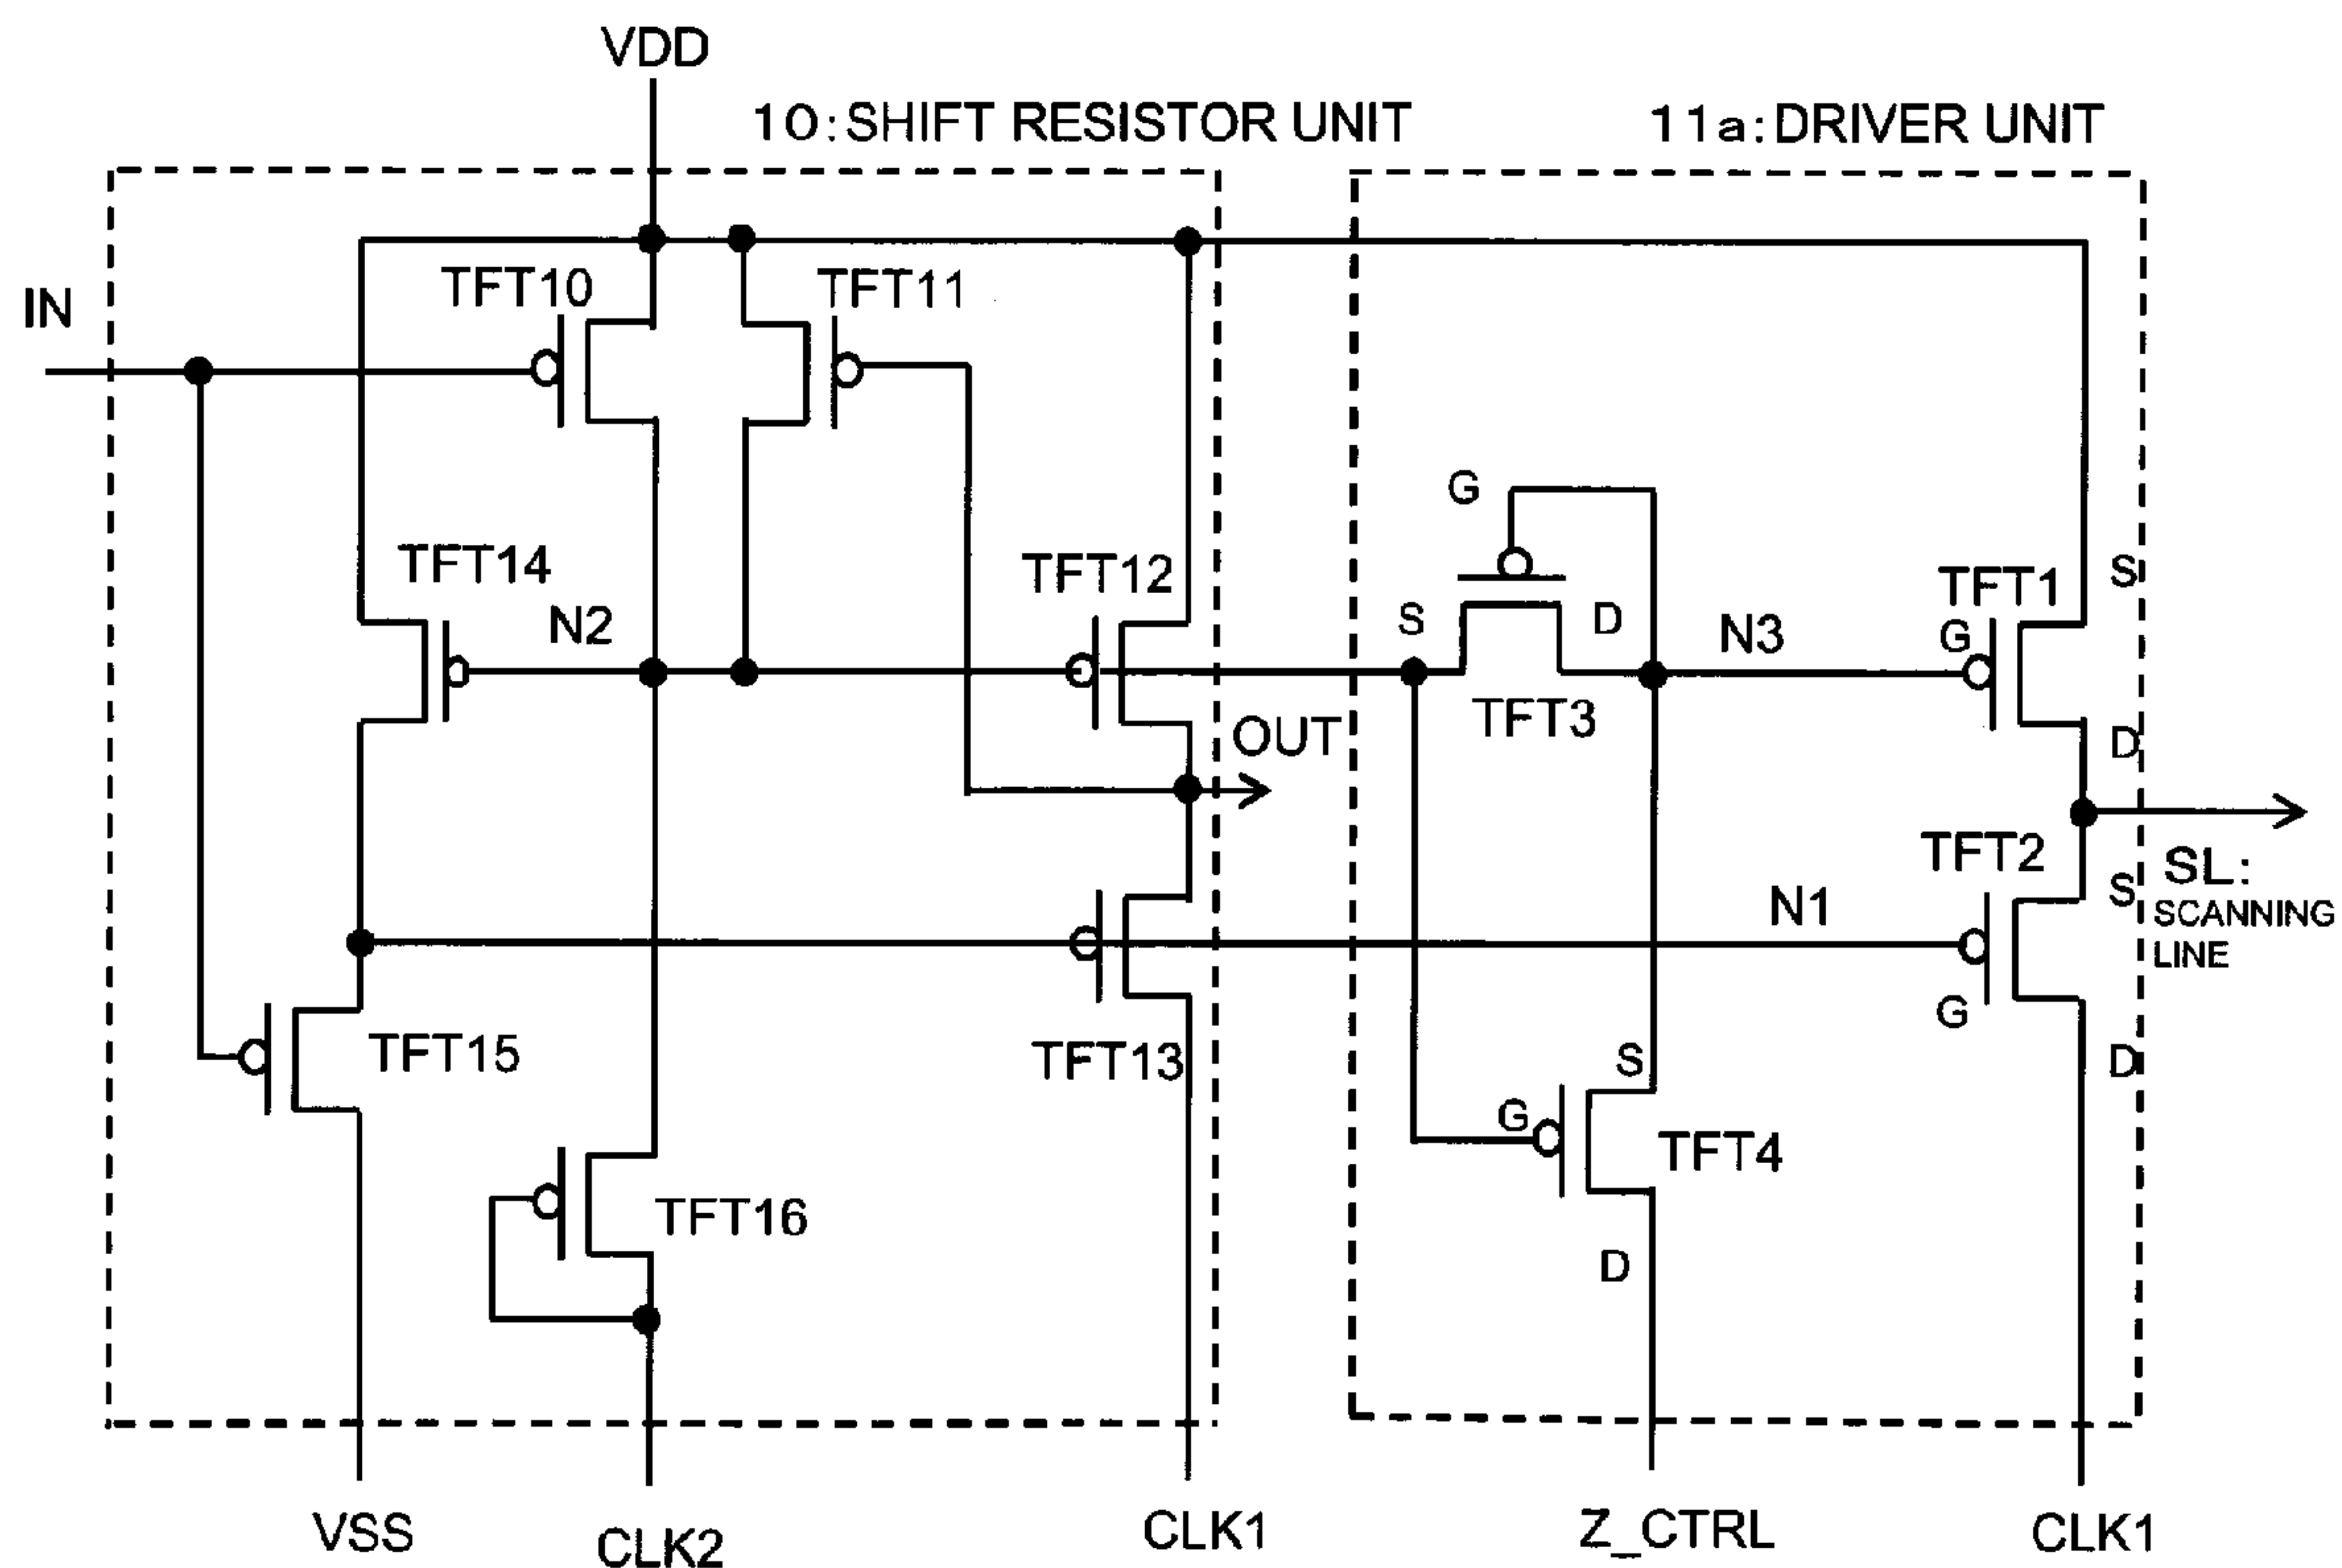 VDD
10:SHIFT RESISTOR UNIT
11a:DRIVER UNIT
IN
TFT10
TFT11
G
TFT14
N2
TFT12
S
D
N3
TFT1
S
G
TFT3
OUT
D
TFT2
SL:
S
SCANNING
LINE
N1
G
TFT15
TFT13
S
D
G
TFT4
TFT16
D
VSS
CLK2
CLK1
Z_CTRL
CLK1